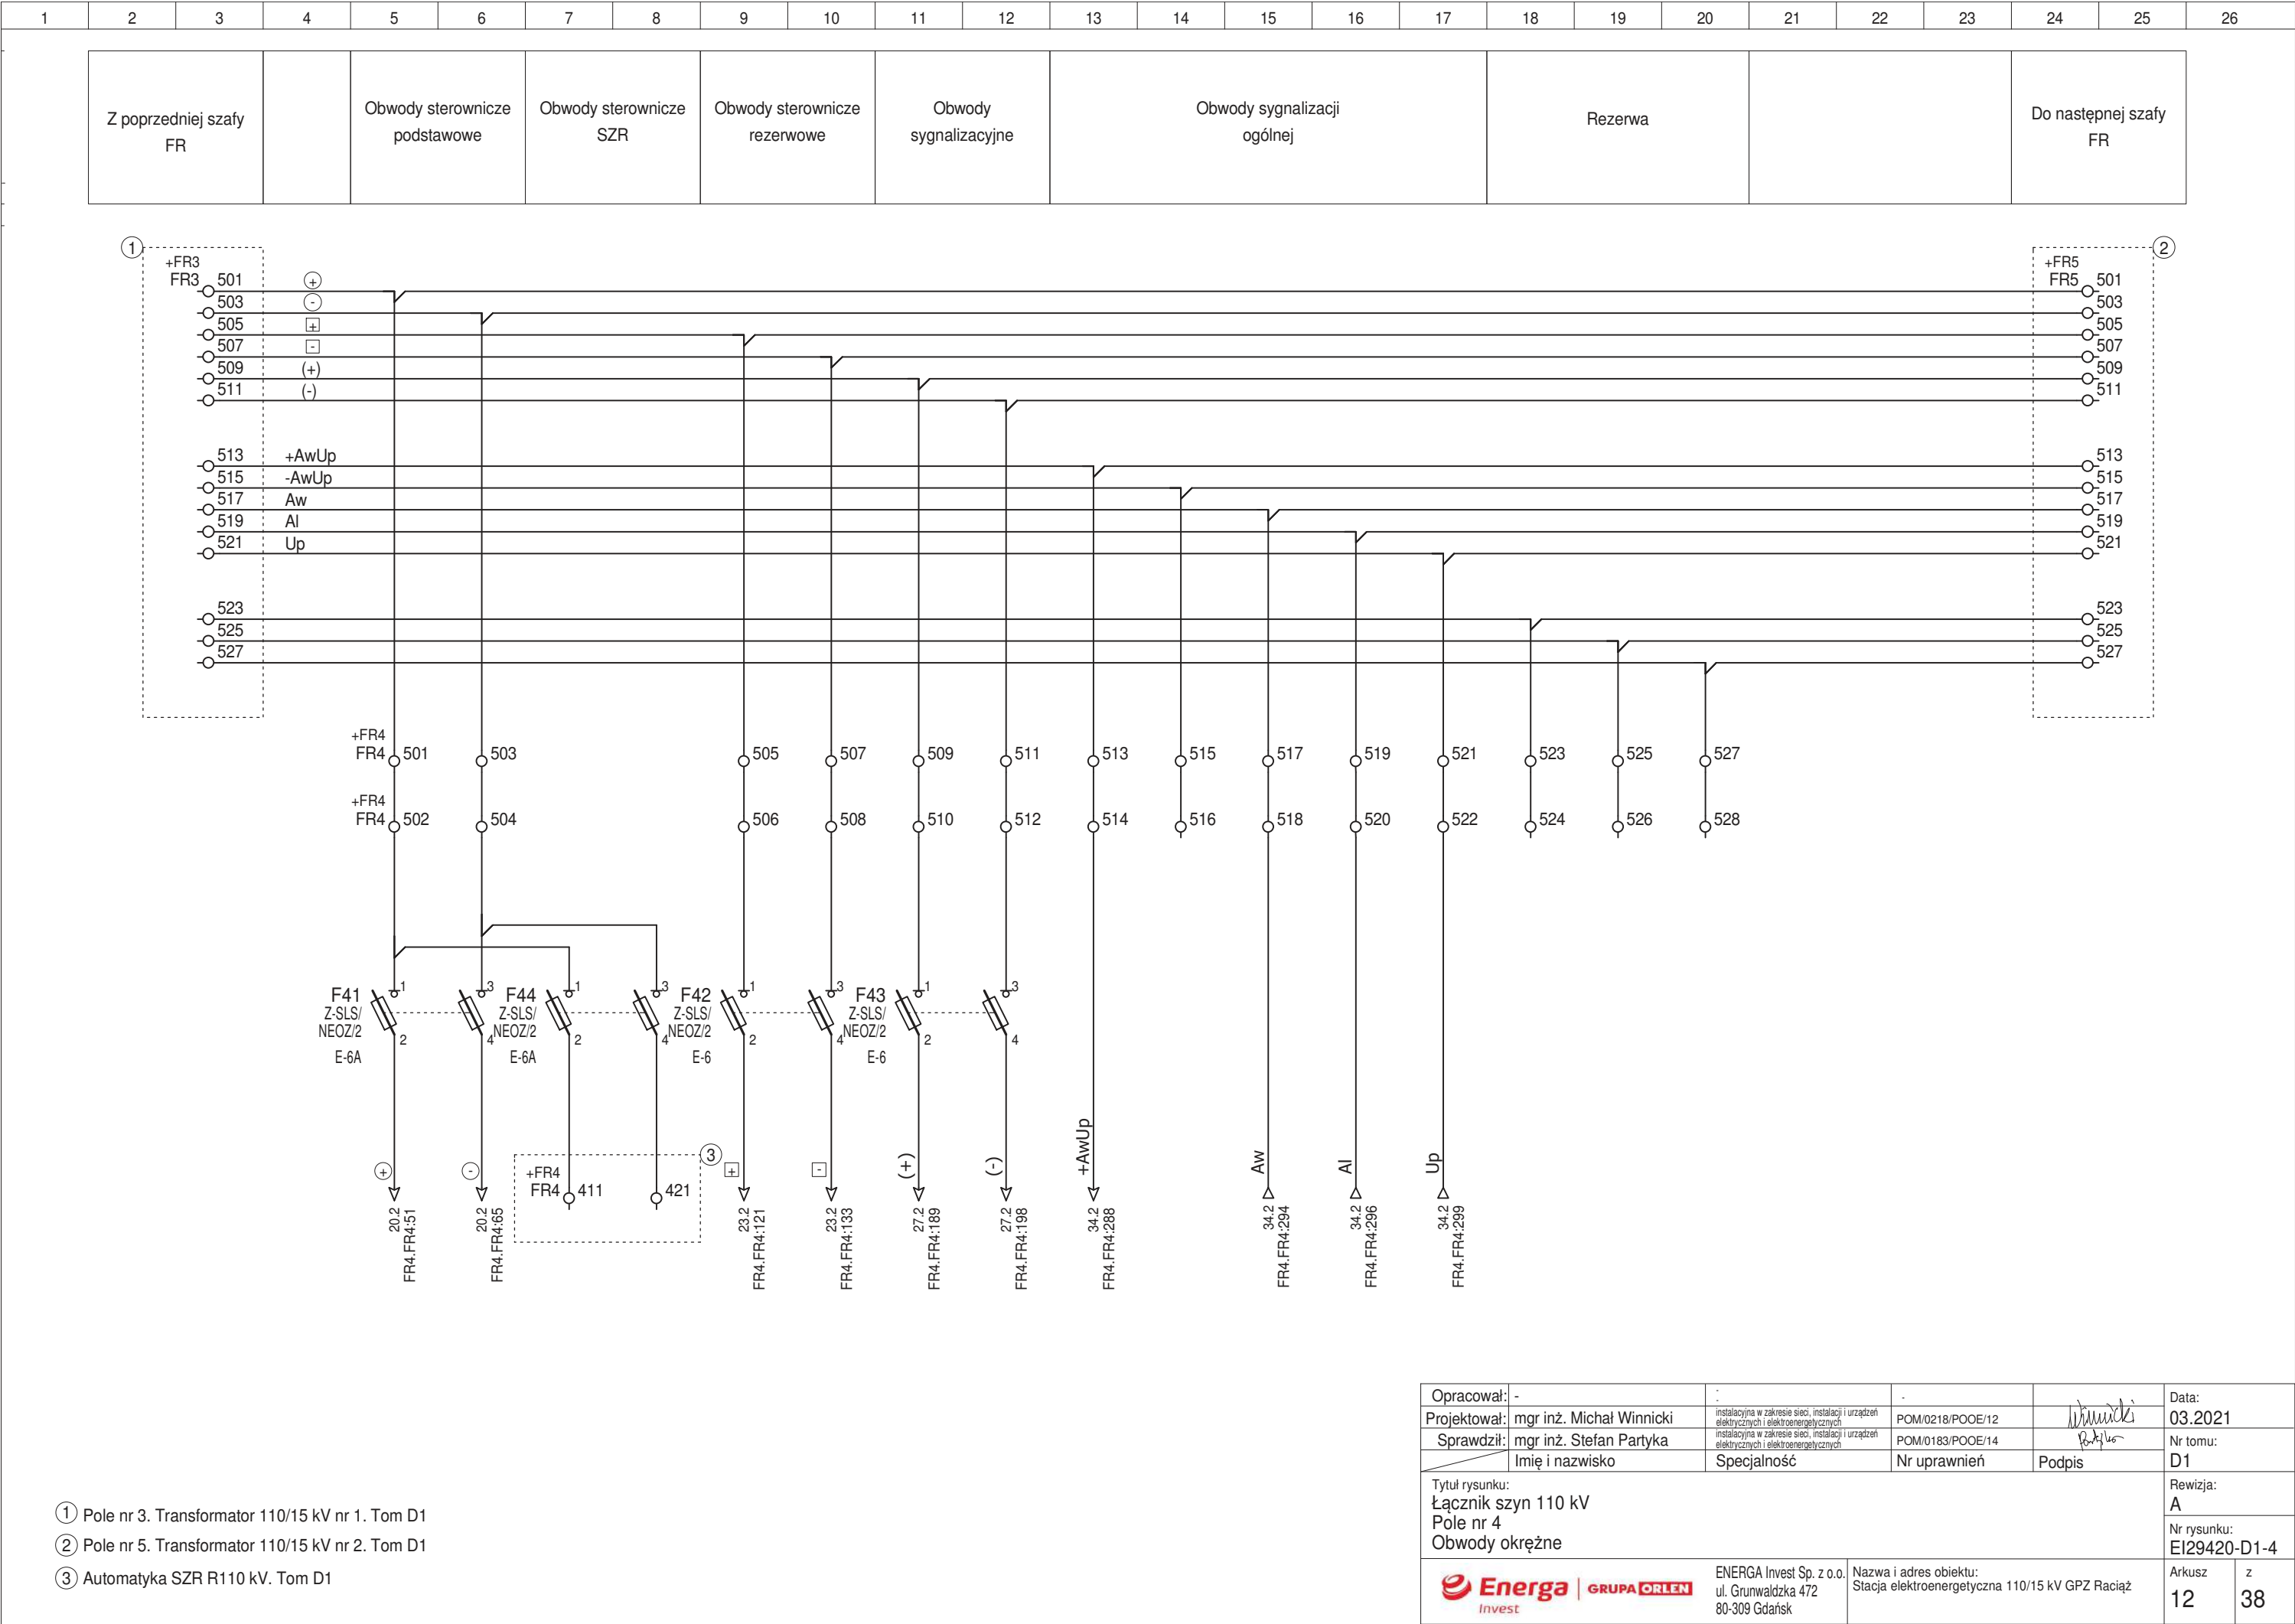 1 2 3 4 5 6 7 8 9 10 11 12 13 14 15 16 17 18 19 20 21 22 23 24 25 26
Z poprzedniej szafy
FR
Obwody sterownicze
podstawowe
Obwody sterownicze
SZR
Obwody sterownicze
rezerwowe
Obwody
sygnalizacyjne
Obwody sygnalizacji
ogólnej
Rezerwa
Do następnej szafy
FR
1
+FR3
FR3 501
503
505
507
509
511
513
515
517
519
521
523
525
527
+
-
+
-
(+)
(-)
+AwUp
-AwUp
Aw
Al
Up
2
+FR5
FR5 501
503
505
507
509
511
513
515
517
519
521
523
525
527
+FR4
FR4 501 503 505 507 509 511 513 515 517 519 521 523 525 527
+FR4
FR4 502 504 506 508 510 512 514 516 518 520 522 524 526 528
F41
Z-SLS/
NEOZ/2
E-6A
1 2 3 4
F44
Z-SLS/
NEOZ/2
E-6A
1 2 3 4
F42
Z-SLS/
NEOZ/2
E-6
1 2 3 4
F43
Z-SLS/
NEOZ/2
E-6
1 2 3 4
+
20.2
FR4.FR4:51
-
20.2
FR4.FR4:65
3
+FR4
FR4 411 421
+
23.2
FR4.FR4:121
-
23.2
FR4.FR4:133
(+)
27.2
FR4.FR4:189
(-)
27.2
FR4.FR4:198
+AwUp
34.2
FR4.FR4:288
Aw
34.2
FR4.FR4:294
Al
34.2
FR4.FR4:296
Up
34.2
FR4.FR4:299
1 Pole nr 3. Transformator 110/15 kV nr 1. Tom D1
2 Pole nr 5. Transformator 110/15 kV nr 2. Tom D1
3 Automatyka SZR R110 kV. Tom D1
Opracował: - - -
Projektował: mgr inż. Michał Winnicki
instalacyjna w zakresie sieci, instalacji i urządzeń
elektrycznych i elektroenergetycznych
POM/0218/POOE/12
Winnicki
Sprawdził: mgr inż. Stefan Partyka
instalacyjna w zakresie sieci, instalacji i urządzeń
elektrycznych i elektroenergetycznych
POM/0183/POOE/14
Partyka
Imię i nazwisko Specjalność Nr uprawnień Podpis
Data:
03.2021
Nr tomu:
D1
Tytuł rysunku:
Łącznik szyn 110 kV
Pole nr 4
Obwody okrężne
Rewizja:
A
Nr rysunku:
EI29420-D1-4
Energa
Invest
GRUPA ORLEN
ENERGA Invest Sp. z o.o.
ul. Grunwaldzka 472
80-309 Gdańsk
Nazwa i adres obiektu:
Stacja elektroenergetyczna 110/15 kV GPZ Raciąż
Arkusz z
12 38